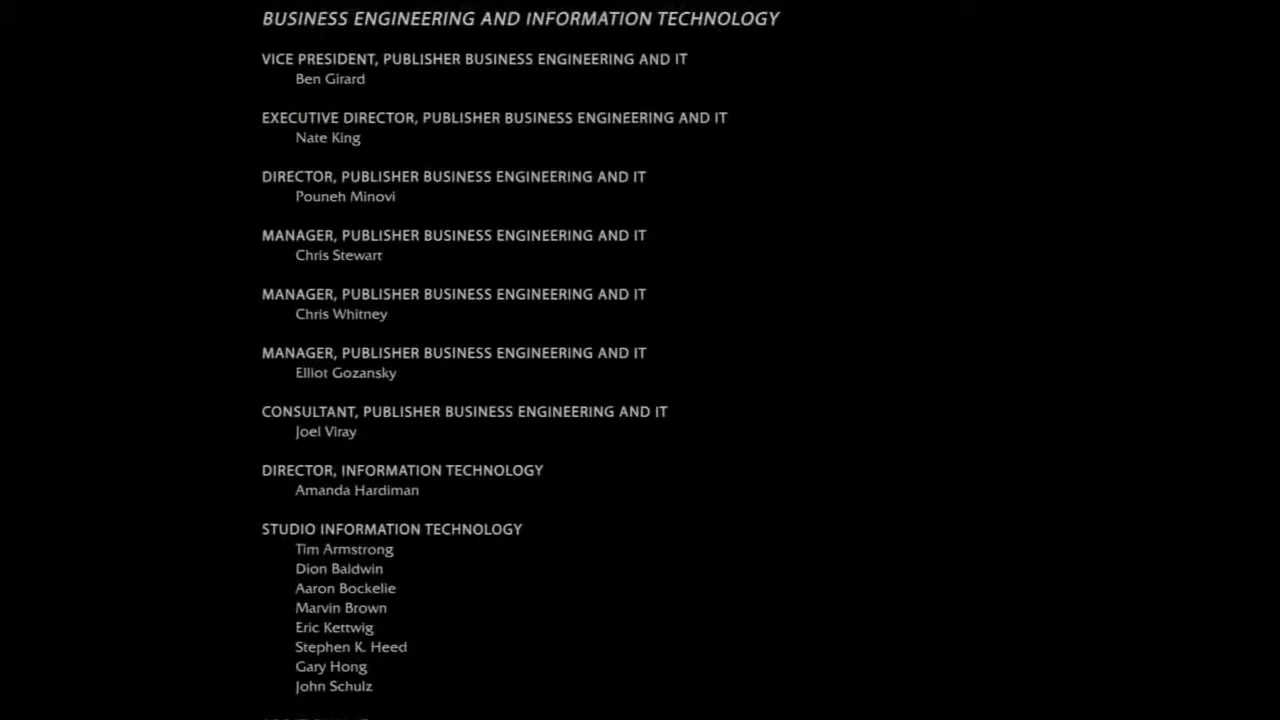 BUSINESS ENGINEERING AND INFORMATION TECHNOLOGY
VICE PRESIDENT, PUBLISHER BUSINESS ENGINEERING AND IT
Ben Girard
EXECUTIVE DIRECTOR, PUBLISHER BUSINESS ENGINEERING AND IT
Nate King
DIRECTOR, PUBLISHER BUSINESS ENGINEERING AND IT
Pouneh Minovi
MANAGER, PUBLISHER BUSINESS ENGINEERING AND IT
Chris Stewart
MANAGER, PUBLISHER BUSINESS ENGINEERING AND IT
Chris Whitney
MANAGER, PUBLISHER BUSINESS ENGINEERING AND IT
Elliot Gozansky
CONSULTANT, PUBLISHER BUSINESS ENGINEERING AND IT
Joel Viray
DIRECTOR, INFORMATION TECHNOLOGY
Amanda Hardiman
STUDIO INFORMATION TECHNOLOGY
Tim Armstrong
Dion Baldwin
Aaron Bockelie
Marvin Brown
Eric Kettwig
Stephen K. Heed
Gary Hong
John Schulz